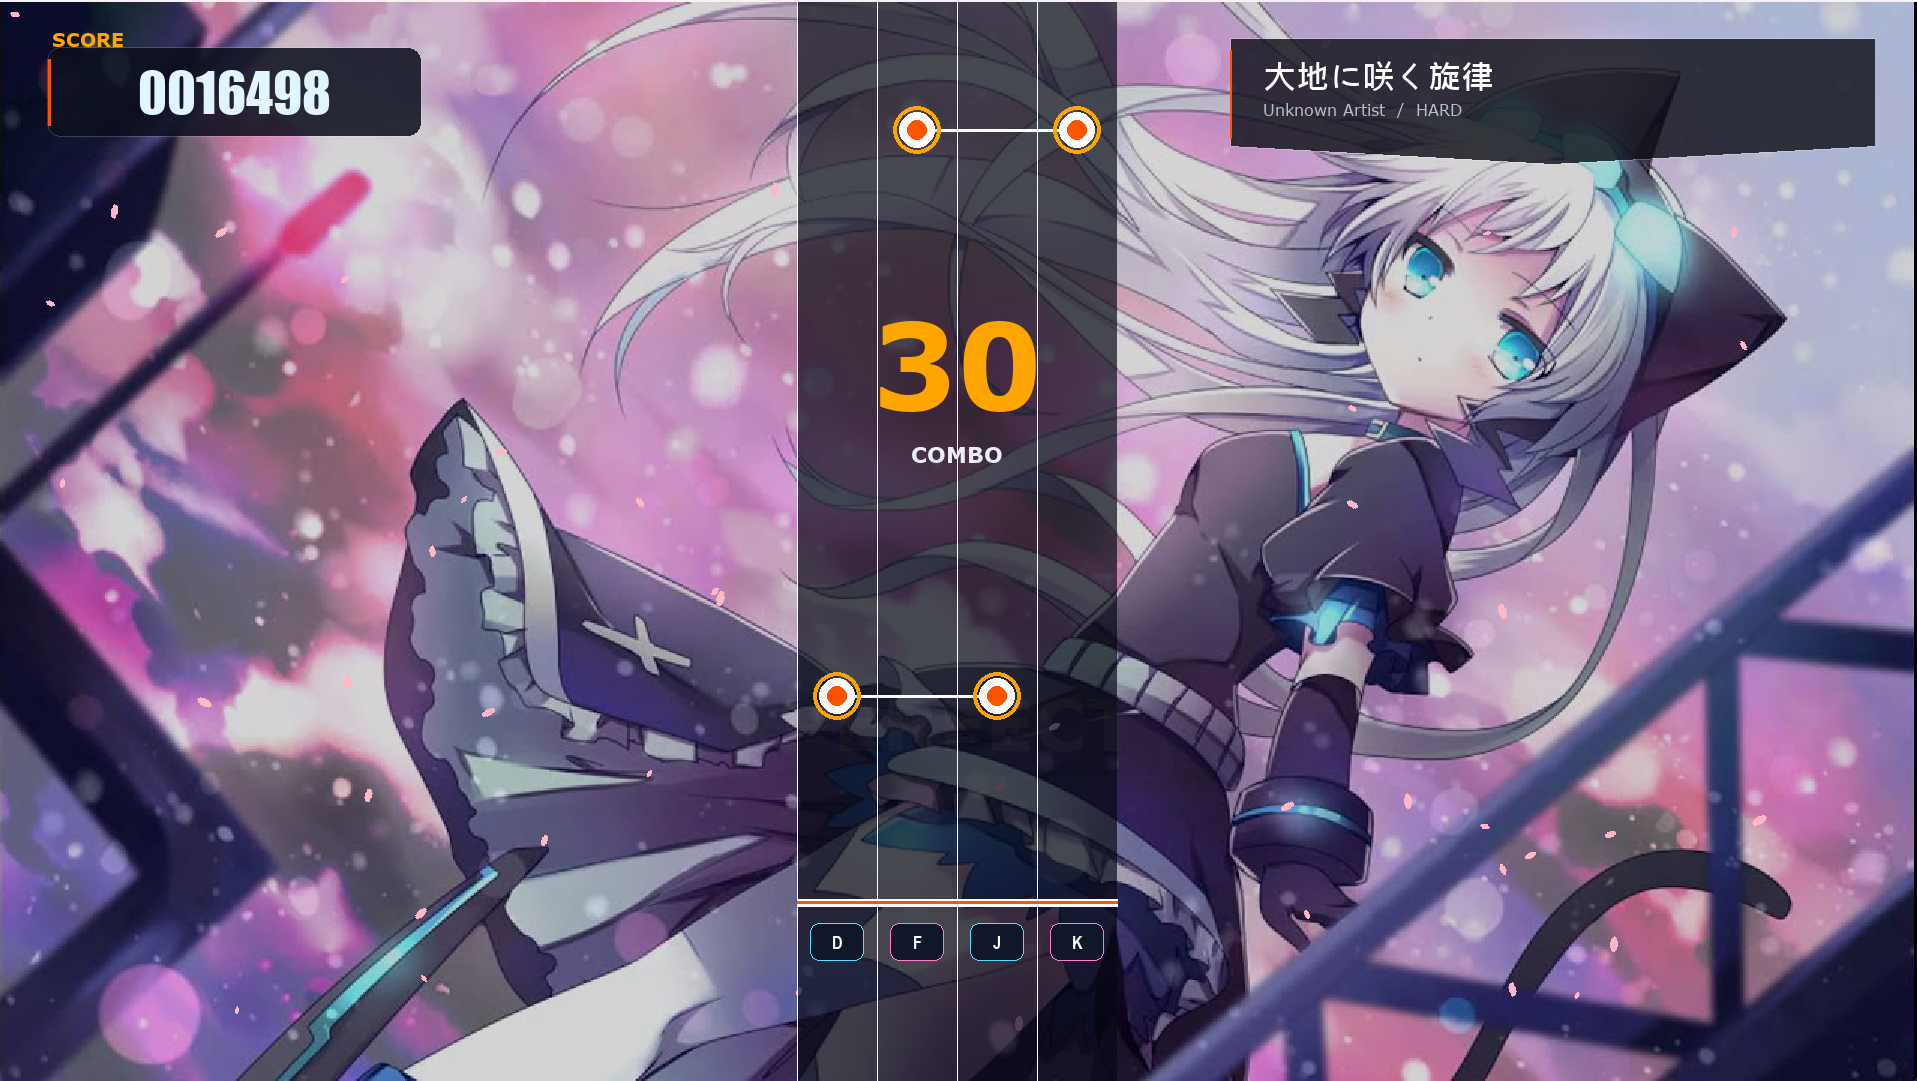 SCORE
0016498
大地に咲く旋律
Unknown Artist / HARD
30
COMBO
D F J K